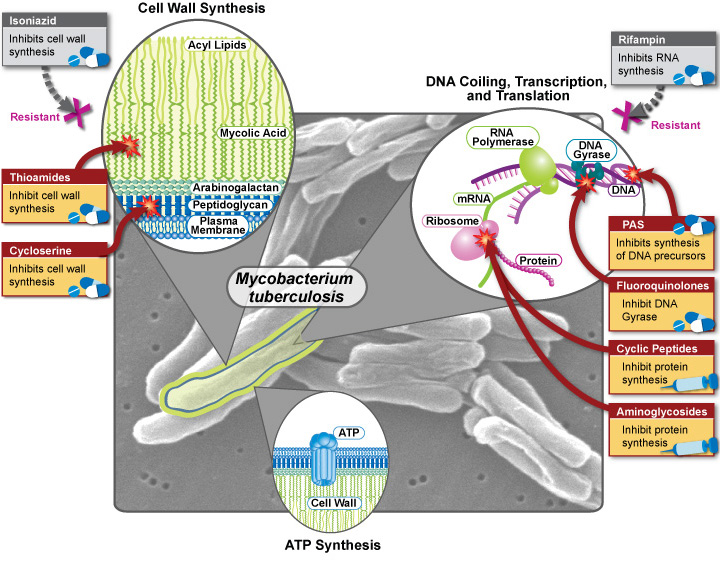 Cell Wall Synthesis
Isoniazid
Inhibits cell wall
synthesis
Resistant
Acyl Lipids
Mycolic Acid
Arabinogalactan
Peptidoglycan
Plasma
Membrane
Thioamides
Inhibit cell wall
synthesis
Cycloserine
Inhibits cell wall
synthesis
Mycobacterium
tuberculosis
DNA Coiling, Transcription,
and Translation
Rifampin
Inhibits RNA
synthesis
Resistant
RNA
Polymerase
DNA
Gyrase
DNA
mRNA
Ribosome
Protein
PAS
Inhibits synthesis
of DNA precursors
Fluoroquinolones
Inhibit DNA
Gyrase
Cyclic Peptides
Inhibit protein
synthesis
Aminoglycosides
Inhibit protein
synthesis
ATP
Cell Wall
ATP Synthesis